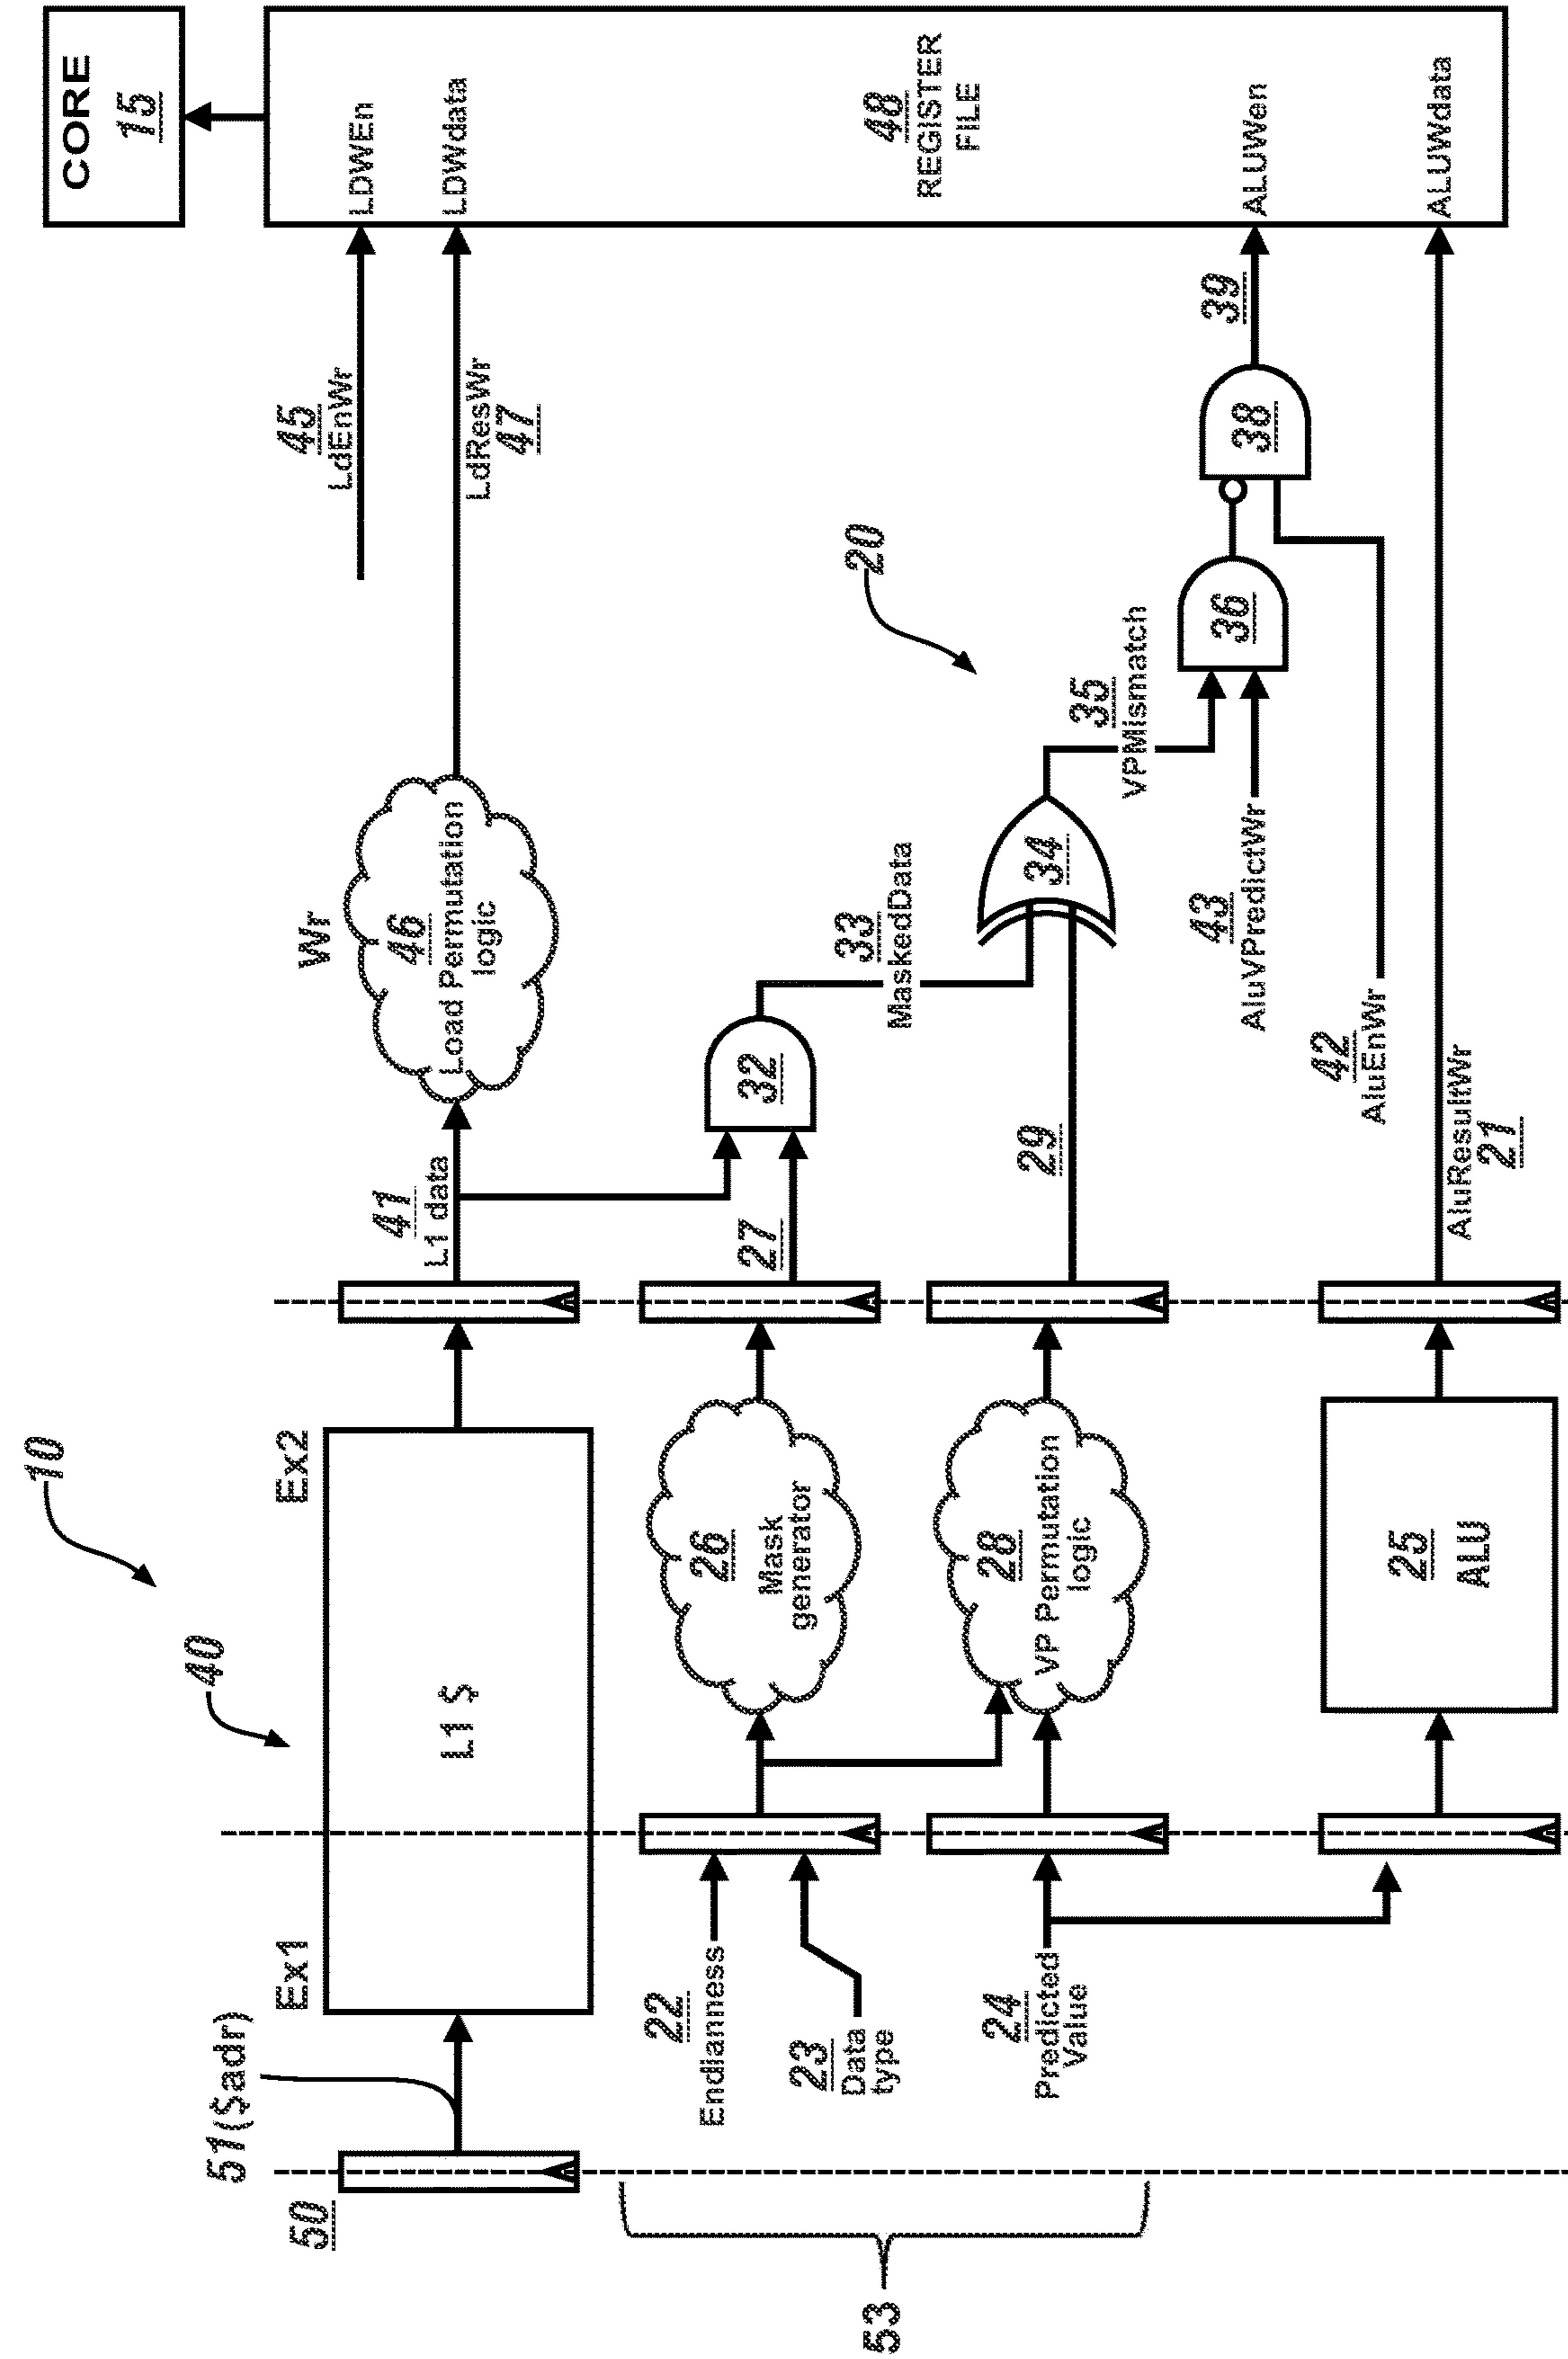 10
40
20
CORE
15
51($adr)
50
Ex1
Ex2
Wr
L1 $
41
L1 data
46
Load Permutation
logic
45
LdEnWr
LdResWr
47
LDWEn
LDWdata
48
REGISTER
FILE
ALUWen
ALUWdata
22
Endianness
23
Data
type
26
Mask
generator
27
32
33
MaskedData
24
Predicted
Value
28
VP Permutation
logic
29
34
35
VPMismatch
43
AluVPredictWr
36
38
39
42
AluEnWr
25
ALU
AluResultWr
21
53